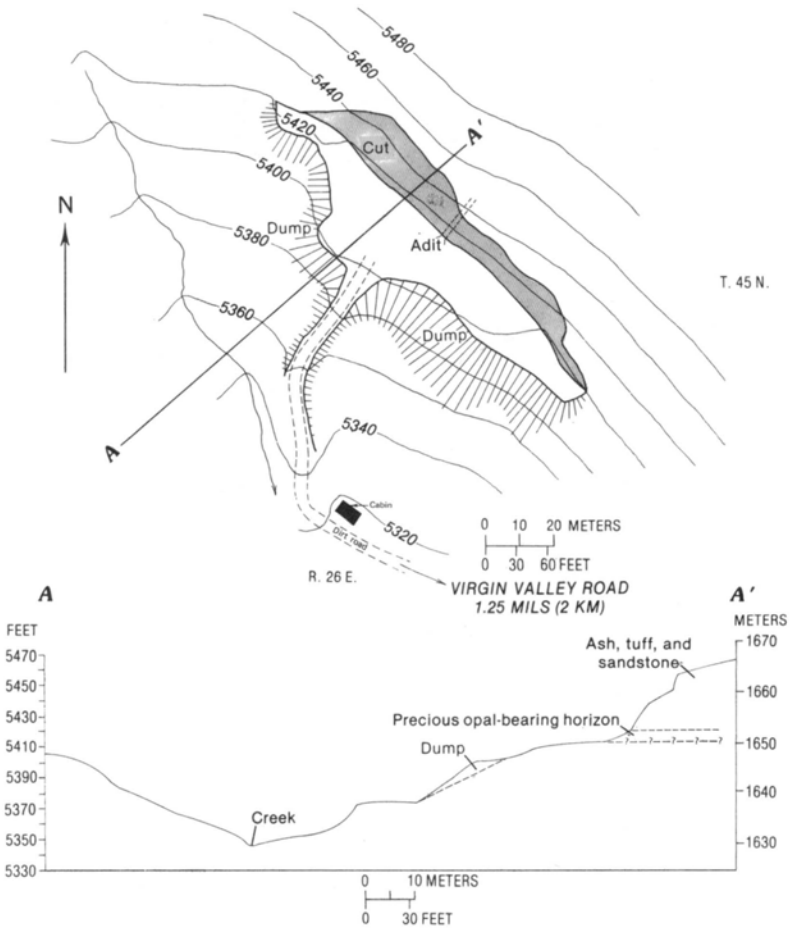 5480
5460
5440
A'
5420
Cut
5400
N
Dump
5380
Adit
T. 45 N.
5360
Dump
5340
A
Cabin
5320
0 10 20 METERS
0 30 60 FEET
Dirt road
R. 26 E.
VIRGIN VALLEY ROAD
1.25 MILS (2 KM)
A
A'
FEET
METERS
5470
5450
5430
5410
5390
5370
5350
5330
Ash, tuff, and
sandstone
Precious opal-bearing horizon
? ? ? ? ?
Dump
Creek
1670
1660
1650
1640
1630
0 10 METERS
0 30 FEET